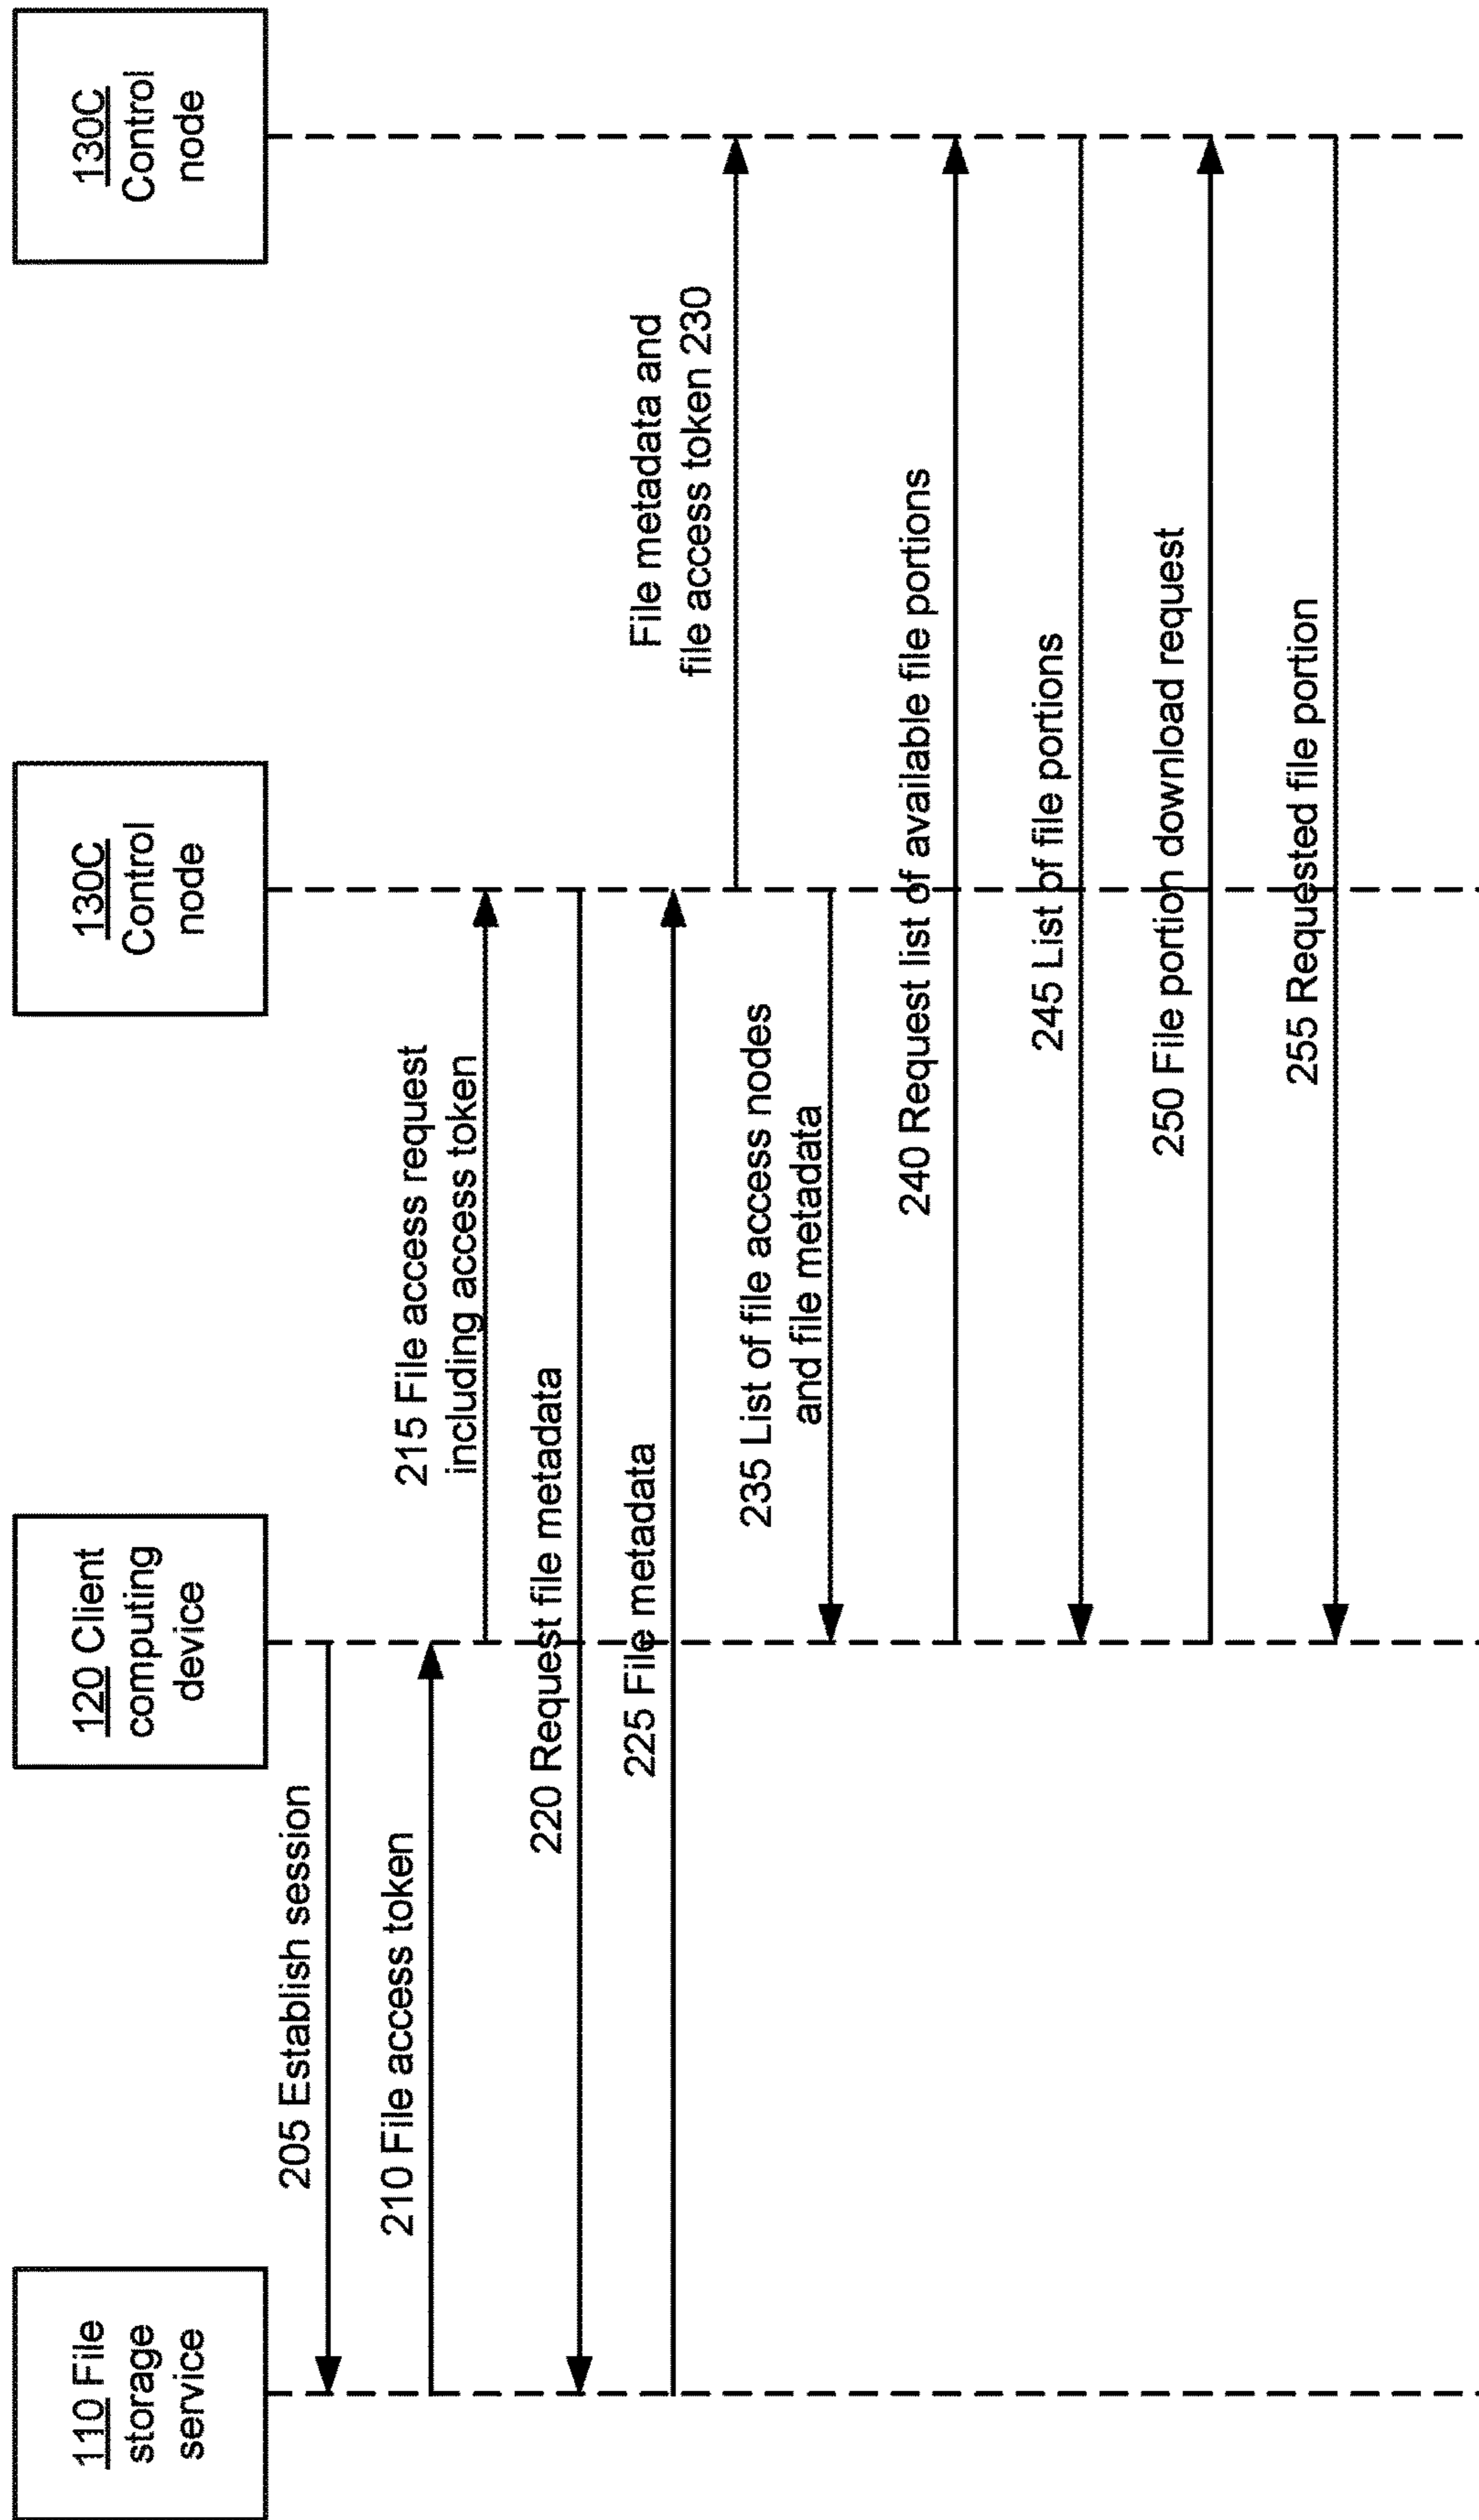 110 File
storage
service
120 Client
computing
device
130C
Control
node
130C
Control
node
205 Establish session
210 File access token
215 File access request
including access token
220 Request file metadata
225 File metadata
File metadata and
file access token 230
235 List of file access nodes
and file metadata
240 Request list of available file portions
245 List of file portions
250 File portion download request
255 Requested file portion